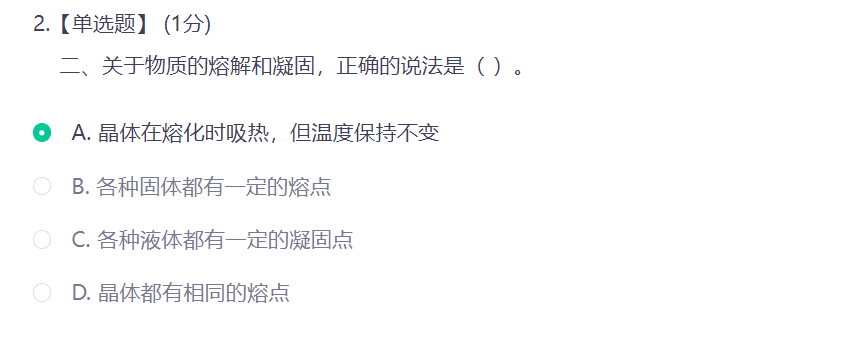 2.【单选题】 (1分)
二、关于物质的熔解和凝固，正确的说法是（ ）。
A. 晶体在熔化时吸热，但温度保持不变
B. 各种固体都有一定的熔点
C. 各种液体都有一定的凝固点
D. 晶体都有相同的熔点